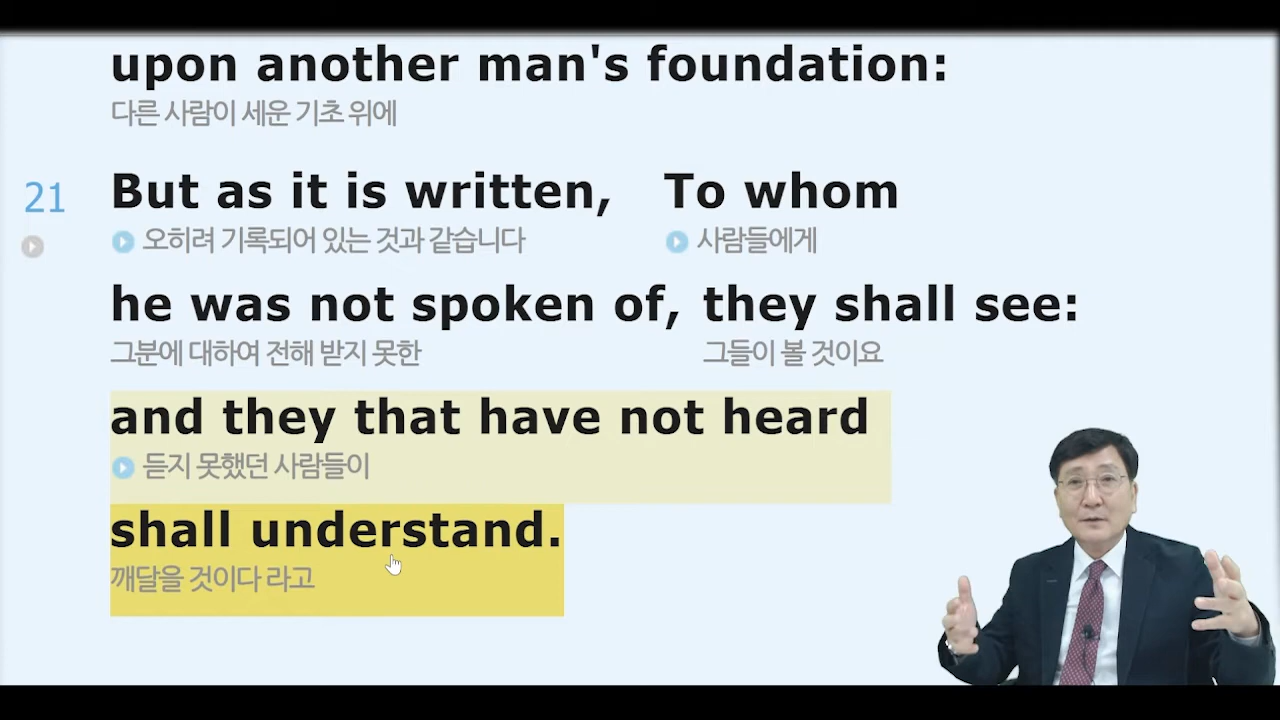 upon another man's foundation:
다른 사람이 세운 기초 위에
21 But as it is written, To whom
오히려 기록되어 있는 것과 같습니다 사람들에게
he was not spoken of, they shall see:
그분에 대하여 전해 받지 못한 그들이 볼 것이요
and they that have not heard
듣지 못했던 사람들이
shall understand.
깨달을 것이다 라고